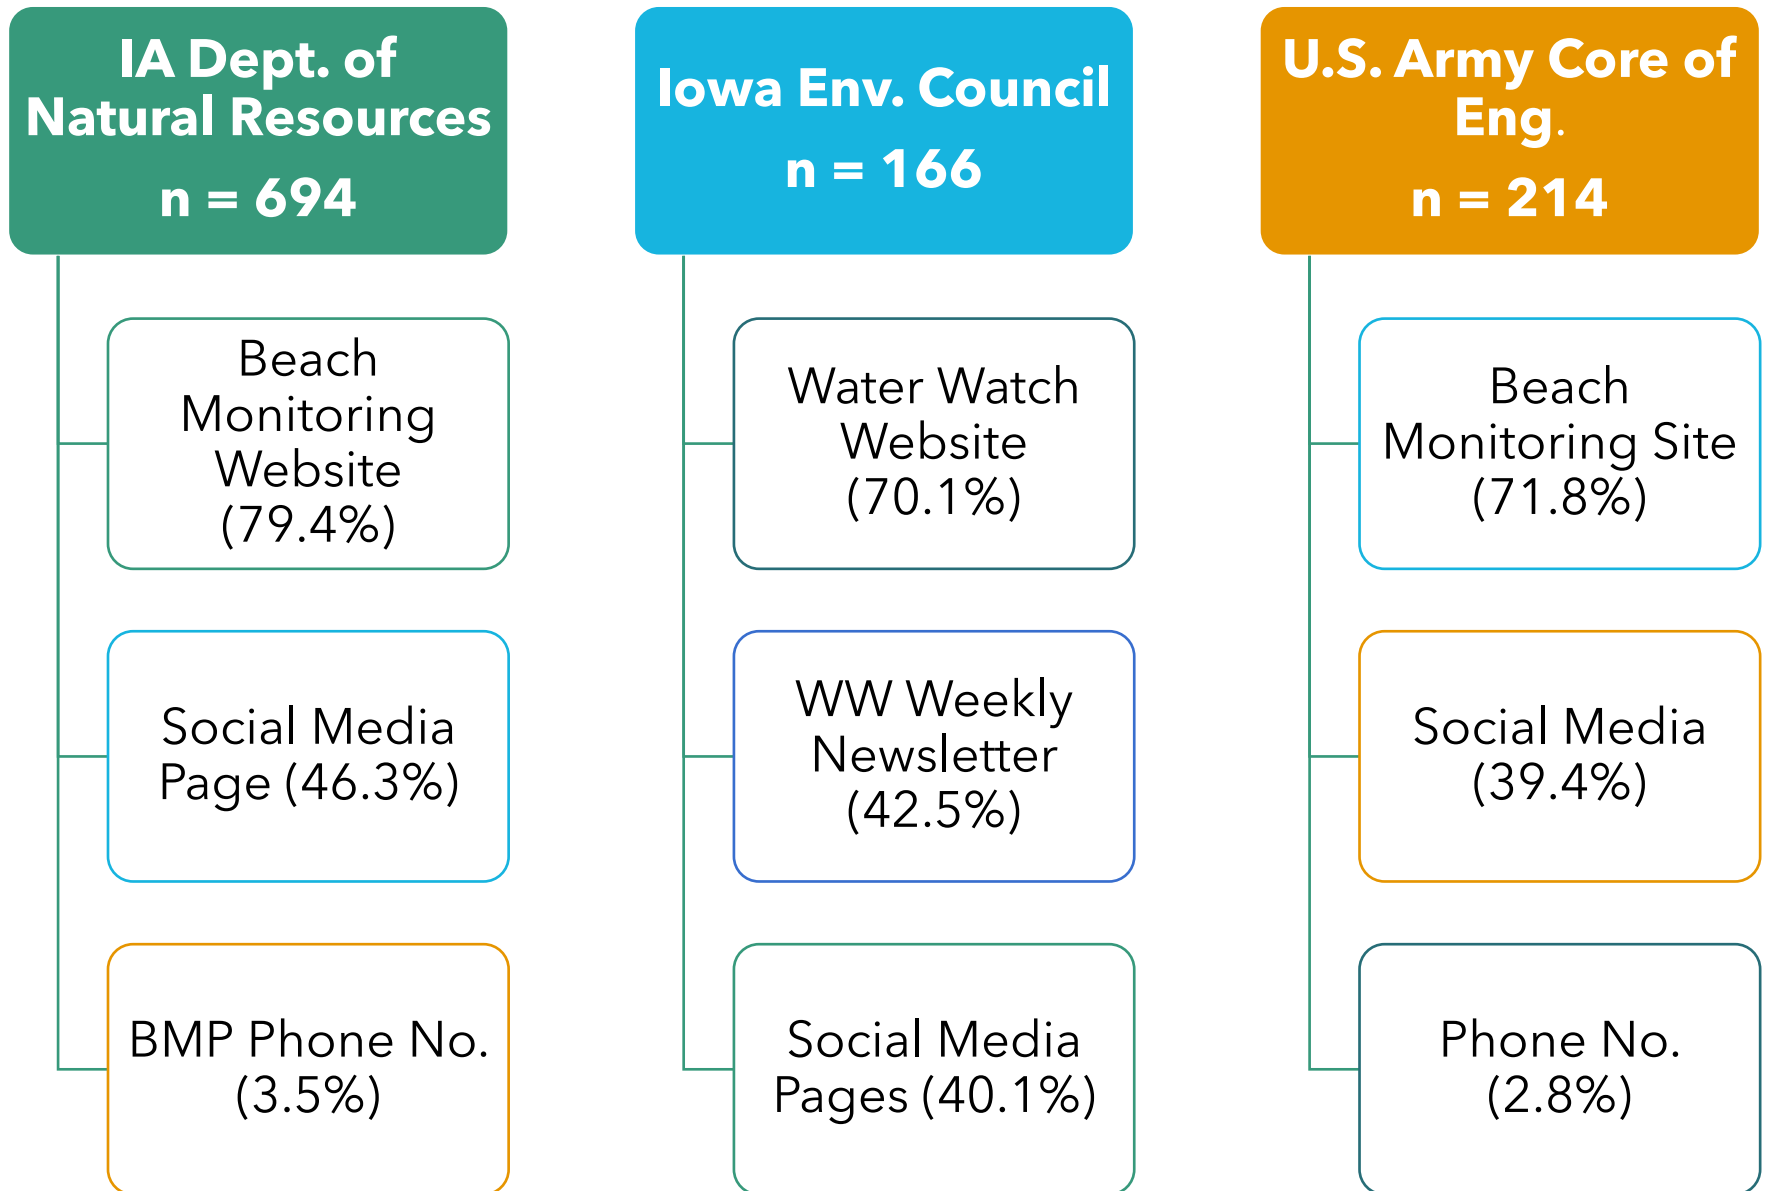 IA Dept. of
Natural Resources
n = 694
Beach
Monitoring
Website
(79.4%)
Social Media
Page (46.3%)
BMP Phone No.
(3.5%)
Iowa Env. Council
n = 166
Water Watch
Website
(70.1%)
WW Weekly
Newsletter
(42.5%)
Social Media
Pages (40.1%)
U.S. Army Core of
Eng.
n = 214
Beach
Monitoring Site
(71.8%)
Social Media
(39.4%)
Phone No.
(2.8%)